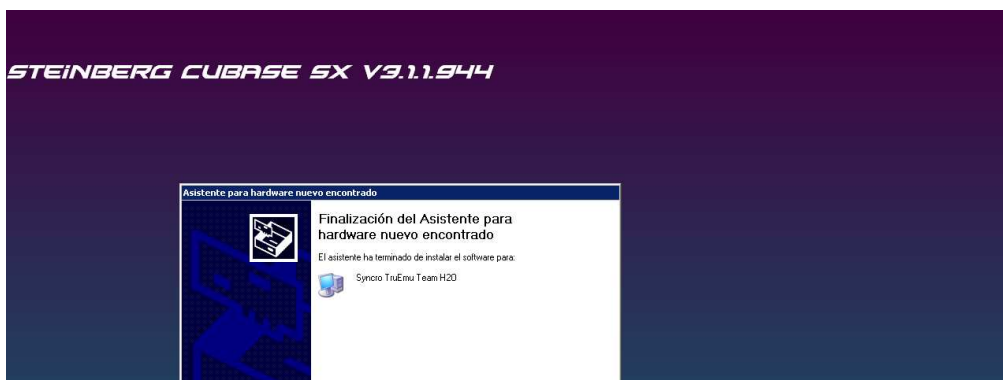 STEiNBERG CUBASE SX V3.1.1.944
Asistente para hardware nuevo encontrado
Finalización del Asistente para
hardware nuevo encontrado
El asistente ha terminado de instalar el software para:
Syncro TruEmu Team H2O